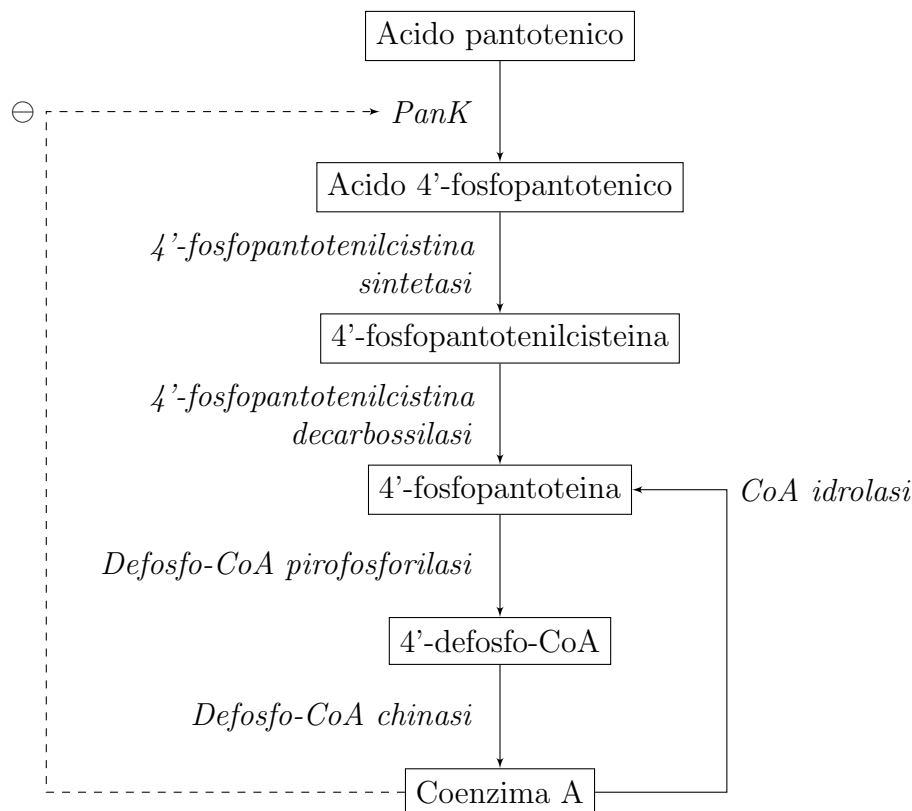 Acido pantotenico
⊖
PanK
Acido 4'-fosfopantotenico
4'-fosfopantotenilcistina
sintetasi
4'-fosfopantotenilcisteina
4'-fosfopantotenilcistina
decarbossilasi
4'-fosfopantoteina
CoA idrolasi
Defosfo-CoA pirofosforilasi
4'-defosfo-CoA
Defosfo-CoA chinasi
Coenzima A